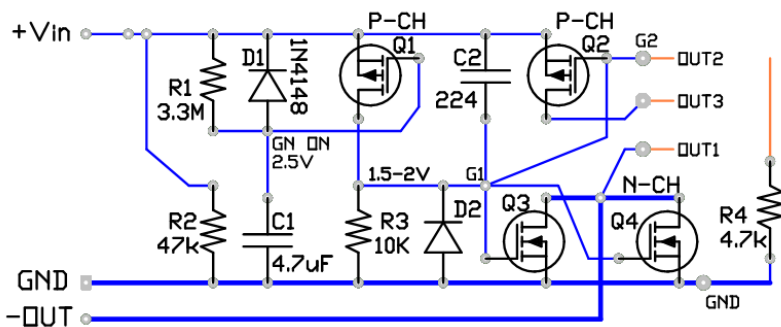 P-CH
P-CH
+Vin
D1
1N4148
Q1
C2
Q2
G2
OUT2
R1
3.3M
224
OUT3
GN ON
2.5V
OUT1
1.5-2V
G1
N-CH
R2
47k
C1
4.7uF
R3
10K
D2
Q3
Q4
R4
4.7k
GND
GND
-OUT